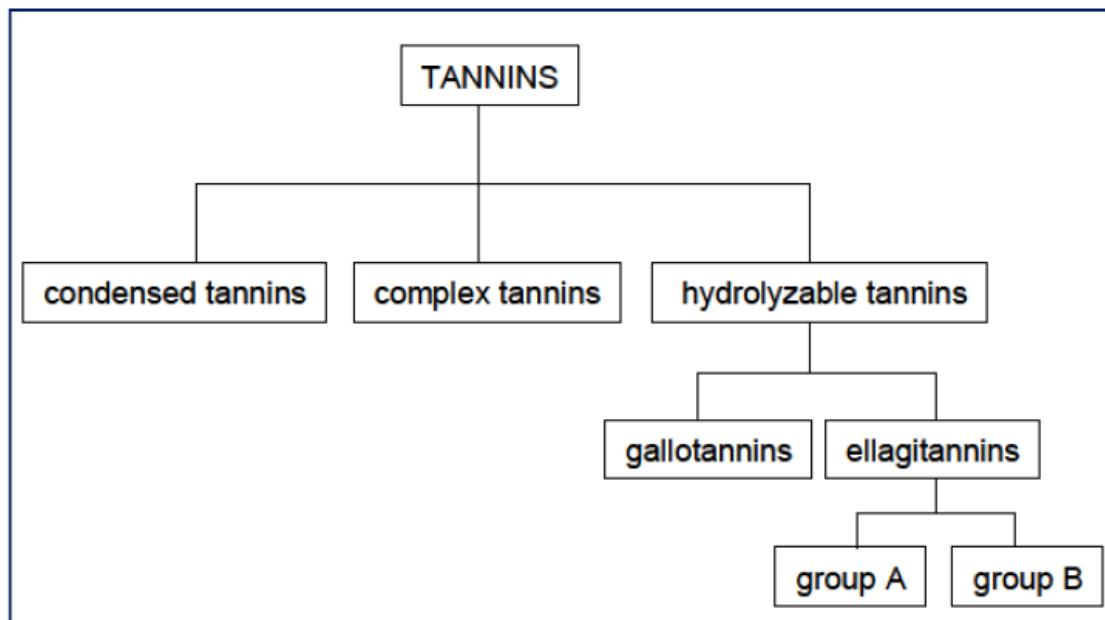 TANNINS
condensed tannins
complex tannins
hydrolyzable tannins
gallotannins
ellagitannins
group A
group B